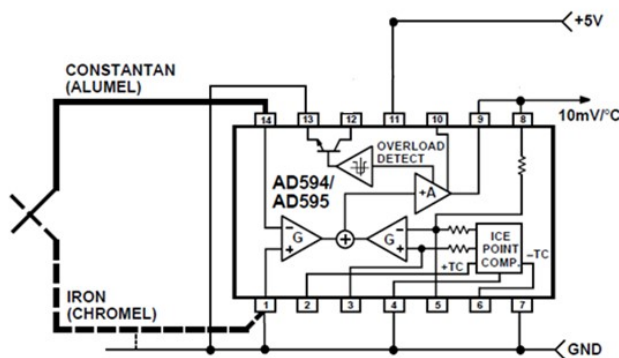 +5V
CONSTANTAN
(ALUMEL)
10mV/°C
14 13 12 11 10 9 8
OVERLOAD
DETECT
AD594/
AD595
+A
- G +
- G +
ICE
POINT
COMP.
+TC
-TC
IRON
(CHROMEL)
1 2 3 4 5 6 7
GND